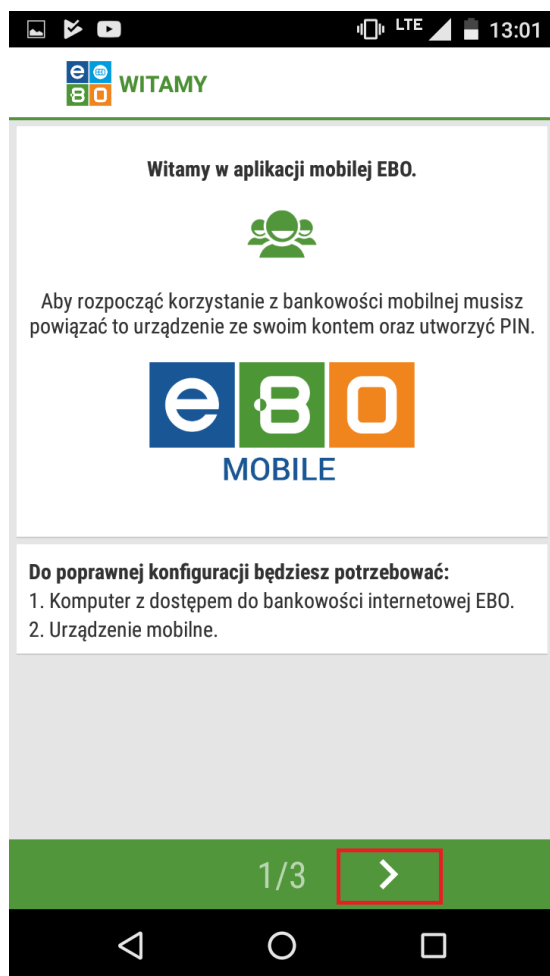 LTE 13:01
e
BO WITAMY
Witamy w aplikacji mobilej EBO.
Aby rozpocząć korzystanie z bankowości mobilnej musisz
powiązać to urządzenie ze swoim kontem oraz utworzyć PIN.
eBO
MOBILE
Do poprawnej konfiguracji będziesz potrzebować:
1. Komputer z dostępem do bankowości internetowej EBO.
2. Urządzenie mobilne.
1/3